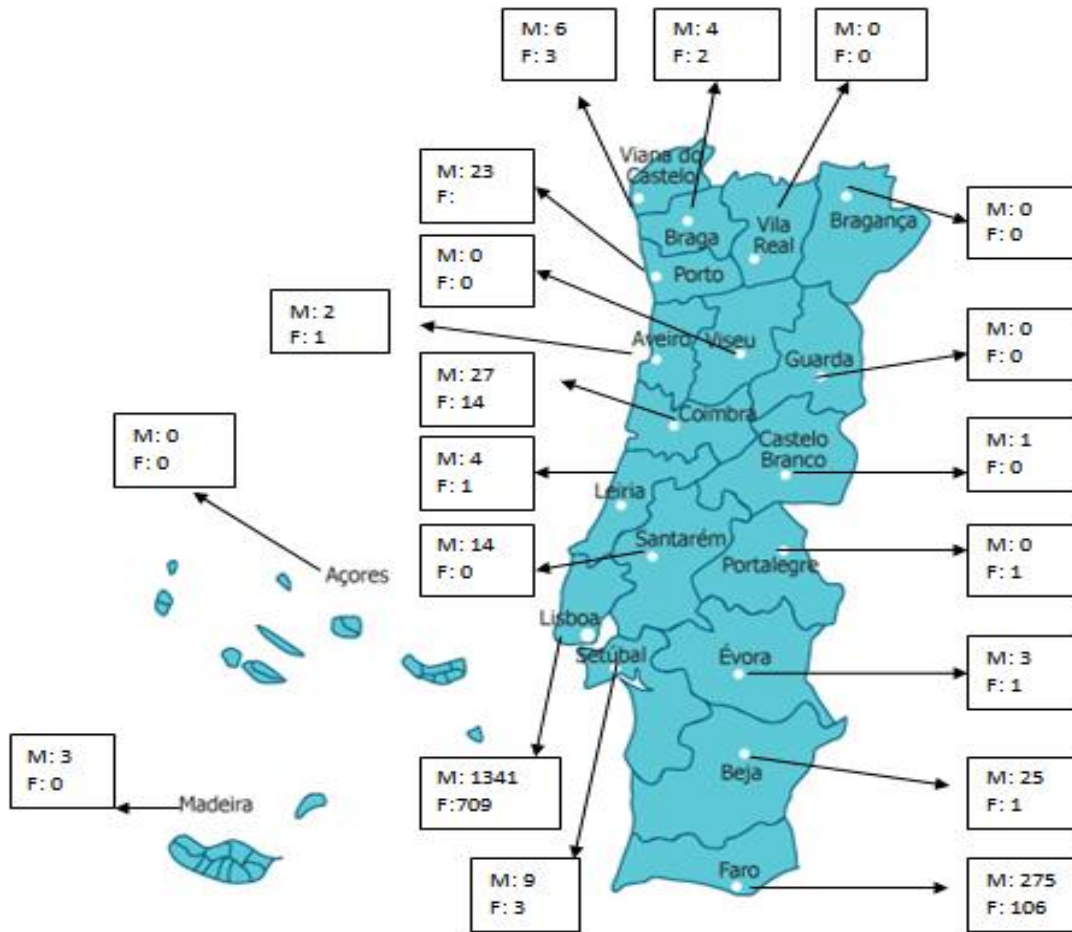 M: 6
F: 3
M: 4
F: 2
M: 0
F: 0
Viana do
Castelo
M: 23
F:
Braga
Vila
Real
Bragança
M: 0
F: 0
M: 0
F: 0
Porto
M: 2
F: 1
Aveiro
Viseu
Guarda
M: 0
F: 0
M: 27
F: 14
Coimbra
M: 0
F: 0
M: 4
F: 1
Castelo
Branco
M: 1
F: 0
Leiria
M: 14
F: 0
Santarém
Portalegre
M: 0
F: 1
Açores
Lisboa
Setúbal
Évora
M: 3
F: 1
M: 3
F: 0
Madeira
M: 1341
F:709
Beja
M: 25
F: 1
M: 9
F: 3
Faro
M: 275
F: 106